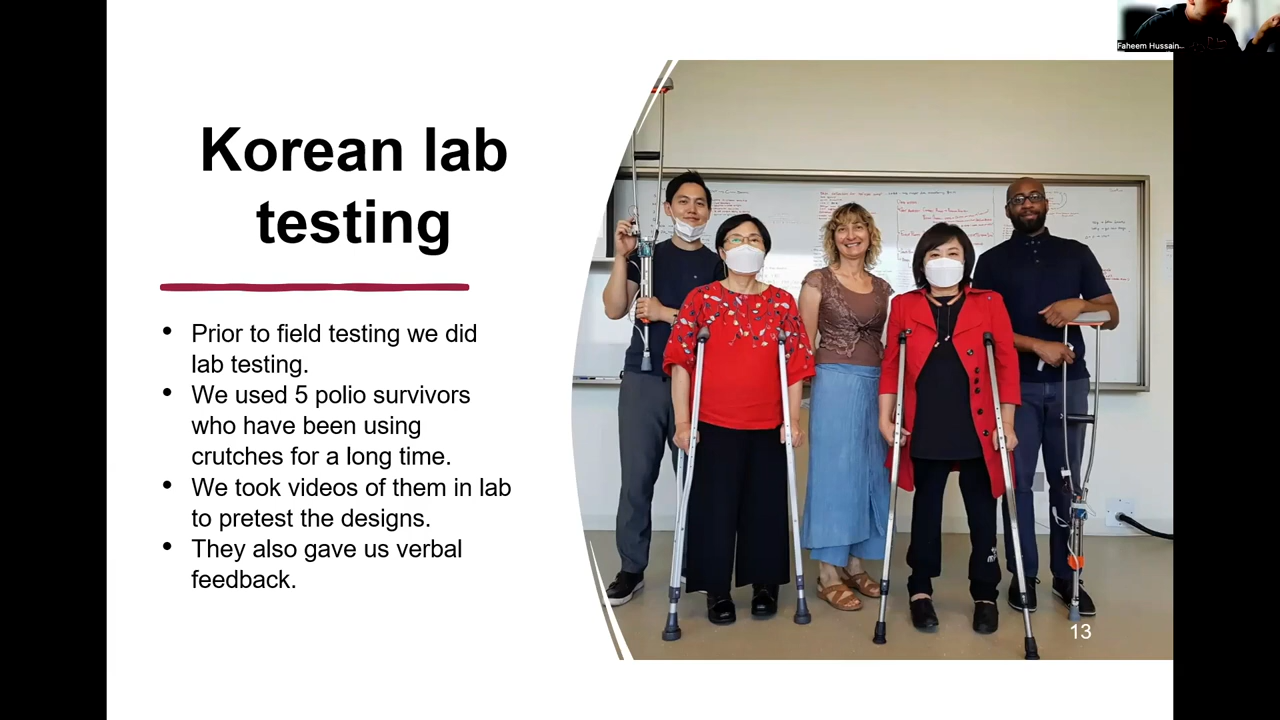 Faheem Hussain
Korean lab
testing
• Prior to field testing we did
lab testing.
• We used 5 polio survivors
who have been using
crutches for a long time.
• We took videos of them in lab
to pretest the designs.
• They also gave us verbal
feedback.
13